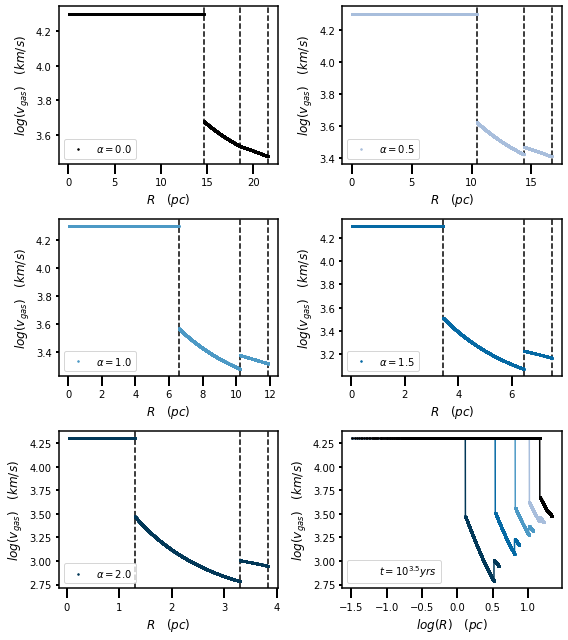 log(v_gas) (km/s)
4.2
4.0
3.8
3.6
α = 0.0
0 5 10 15 20
R (pc)
log(v_gas) (km/s)
4.2
4.0
3.8
3.6
3.4
α = 0.5
0 5 10 15
R (pc)
log(v_gas) (km/s)
4.2
4.0
3.8
3.6
3.4
α = 1.0
0 2 4 6 8 10 12
R (pc)
log(v_gas) (km/s)
4.2
4.0
3.8
3.6
3.4
3.2
α = 1.5
0 2 4 6
R (pc)
log(v_gas) (km/s)
4.25
4.00
3.75
3.50
3.25
3.00
2.75
α = 2.0
0 1 2 3 4
R (pc)
log(v_gas) (km/s)
4.25
4.00
3.75
3.50
3.25
3.00
2.75
t = 10^3.5 yrs
−1.5 −1.0 −0.5 0.0 0.5 1.0
log(R) (pc)